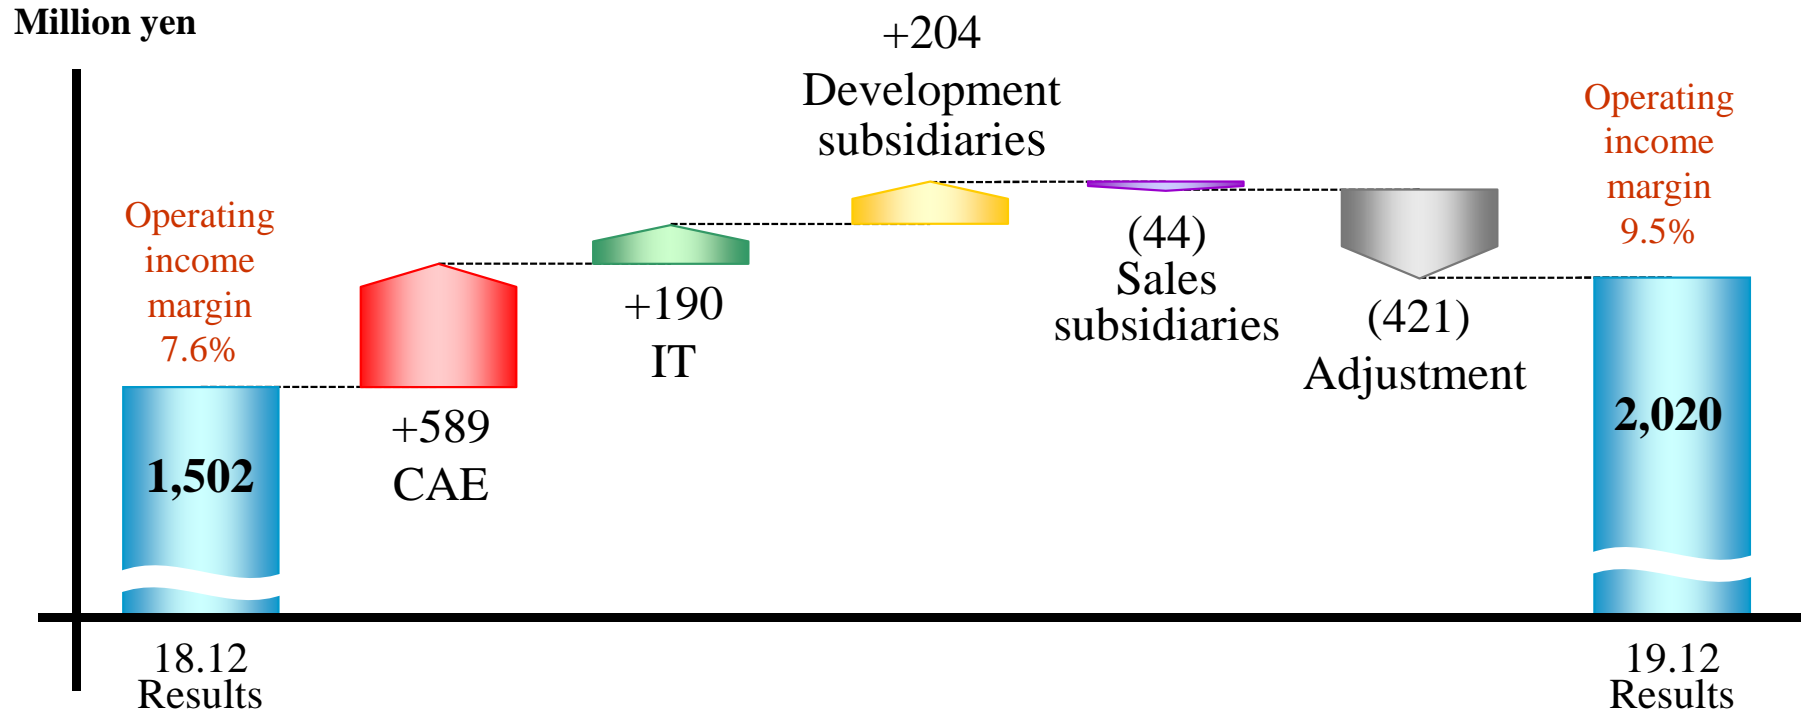 Million yen
Operating
income
margin
7.6%
1,502
18.12
Results
+589
CAE
+190
IT
+204
Development
subsidiaries
(44)
Sales
subsidiaries
(421)
Adjustment
Operating
income
margin
9.5%
2,020
19.12
Results